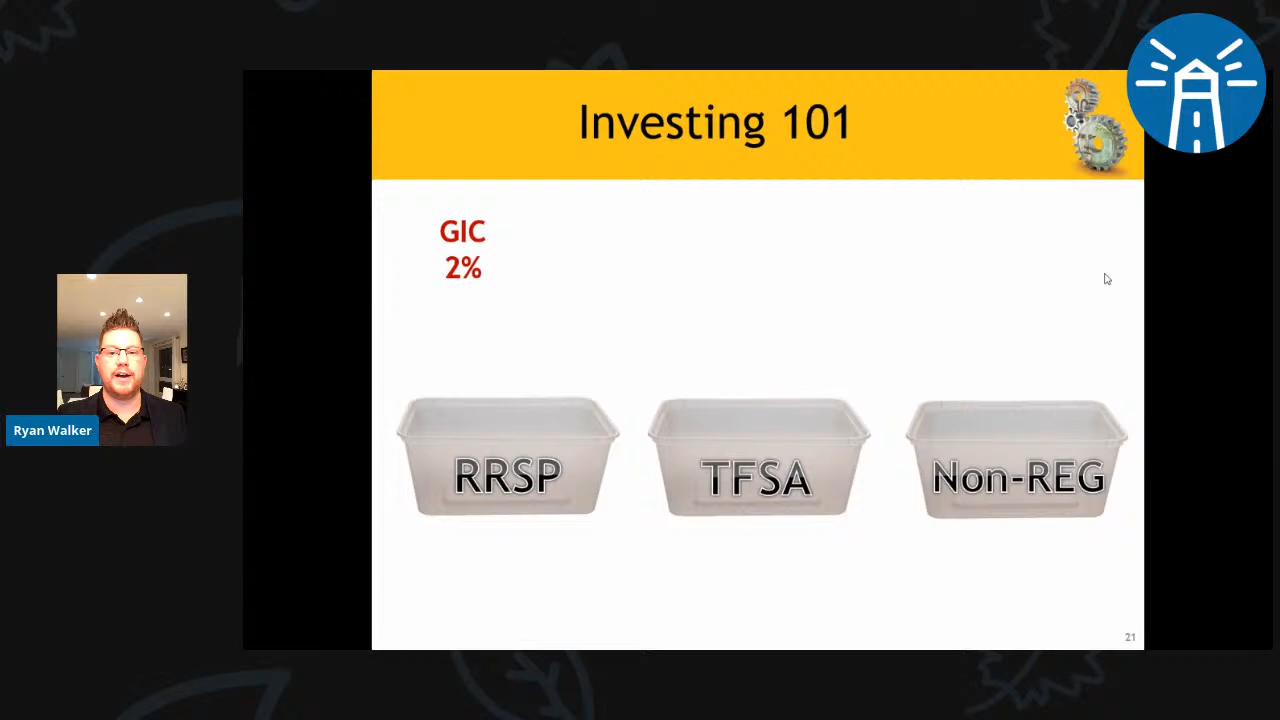 Investing 101
GIC
2%
RRSP
TFSA
Non-REG
Ryan Walker
21